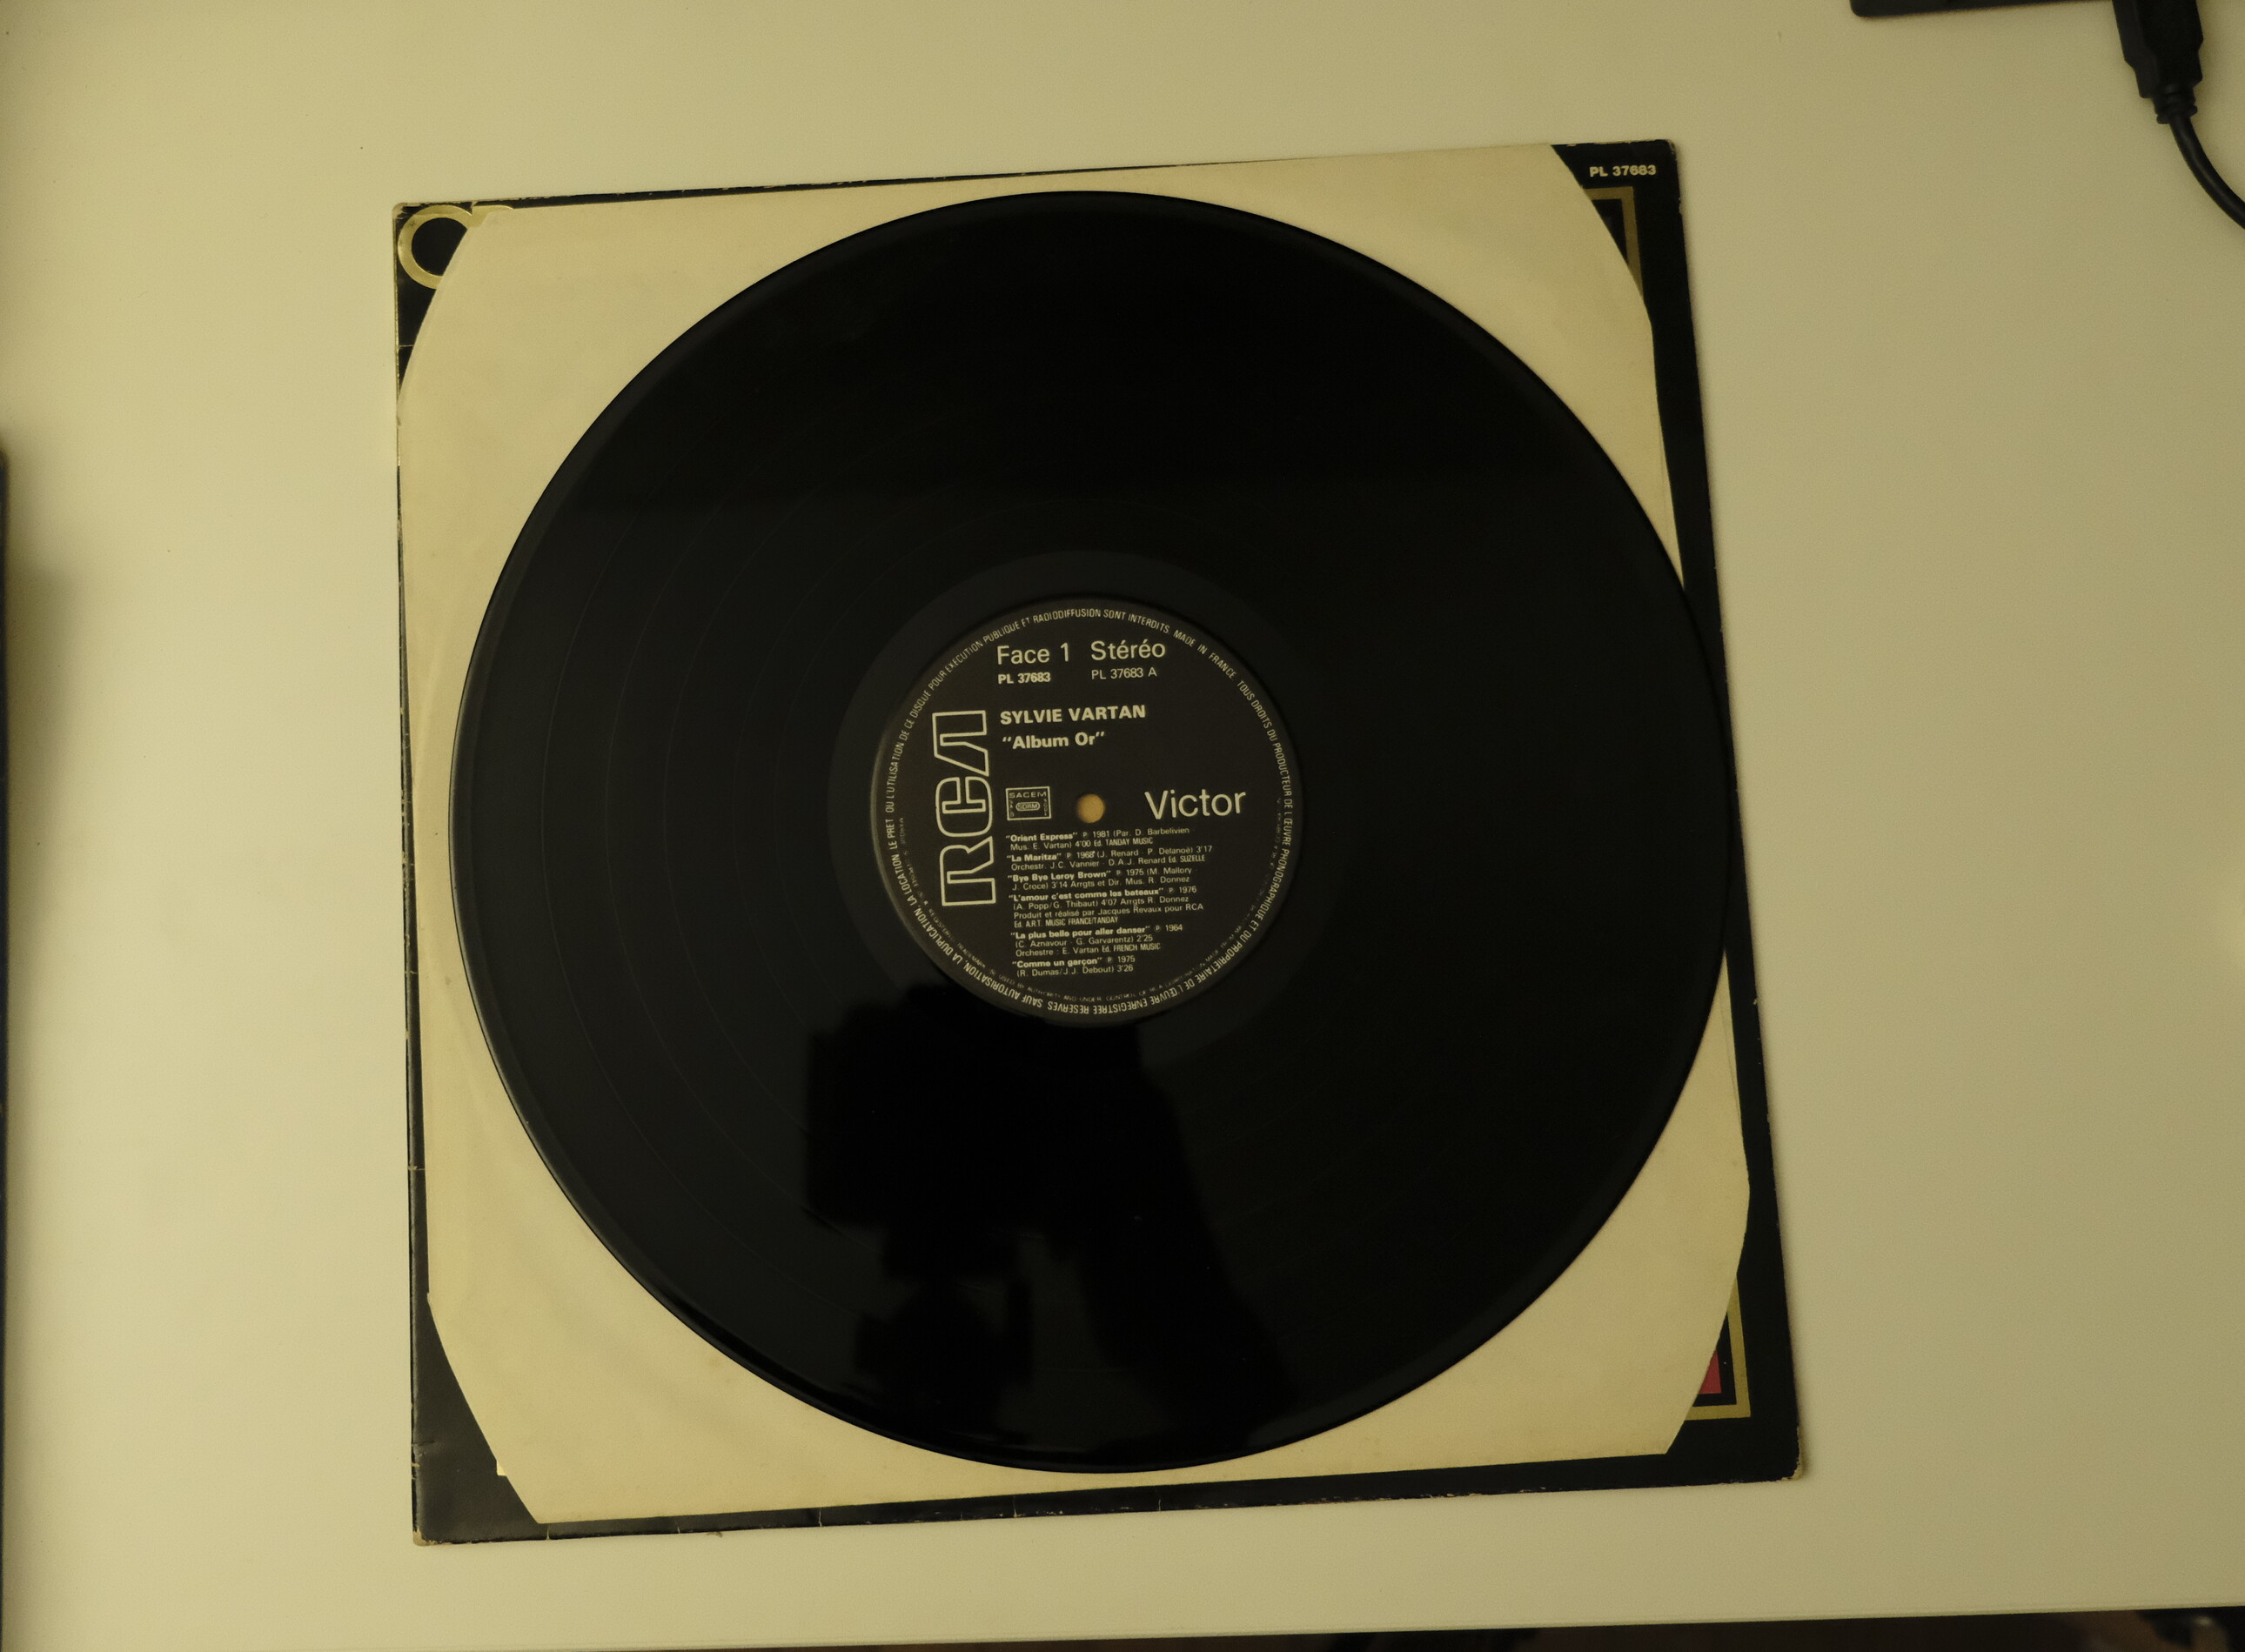 PL 37683
Face 1 Stéréo
PL 37683 PL 37683 A
SYLVIE VARTAN
"Album Or"
RCA
SACEM
SDRM
Victor
"Orient Express" ℗ 1981 (Par. D. Barbelivien
Mus. E. Vartan) 4'00 Ed. TANDAY MUSIC
"La Maritza" ℗ 1968 (J. Renard - P. Delanoë) 3'17
Orchestr. J.C. Vannier - D.A.J. Renard Ed. SUZELLE
"Bye Bye Leroy Brown" ℗ 1975 (M. Mallory -
J. Croce) 3'14 Arrgts et Dir. Mus. R. Donnez
"L'amour c'est comme les bateaux" ℗ 1976
(A. Popp/G. Thibaut) 4'07 Arrgts R. Donnez
Produit et réalisé par Jacques Revaux pour RCA
Ed. A.R.T. MUSIC FRANCE/TANDAY
"La plus belle pour aller danser" ℗ 1964
(C. Aznavour - G. Garvarentz) 2'25
Orchestre : E. Vartan Ed. FRENCH MUSIC
"Comme un garçon" ℗ 1975
(R. Dumas/J.J. Debout) 3'26
MADE IN FRANCE TOUS DROITS DU PRODUCTEUR DE L'ŒUVRE PHONOGRAPHIQUE ET DU PROPRIETAIRE DE L'ŒUVRE ENREGISTREE RESERVES SAUF AUTORISATION, LA DUPLICATION, LA LOCATION, LE PRET OU L'UTILISATION DE CE DISQUE POUR EXECUTION PUBLIQUE ET RADIODIFFUSION SONT INTERDITS